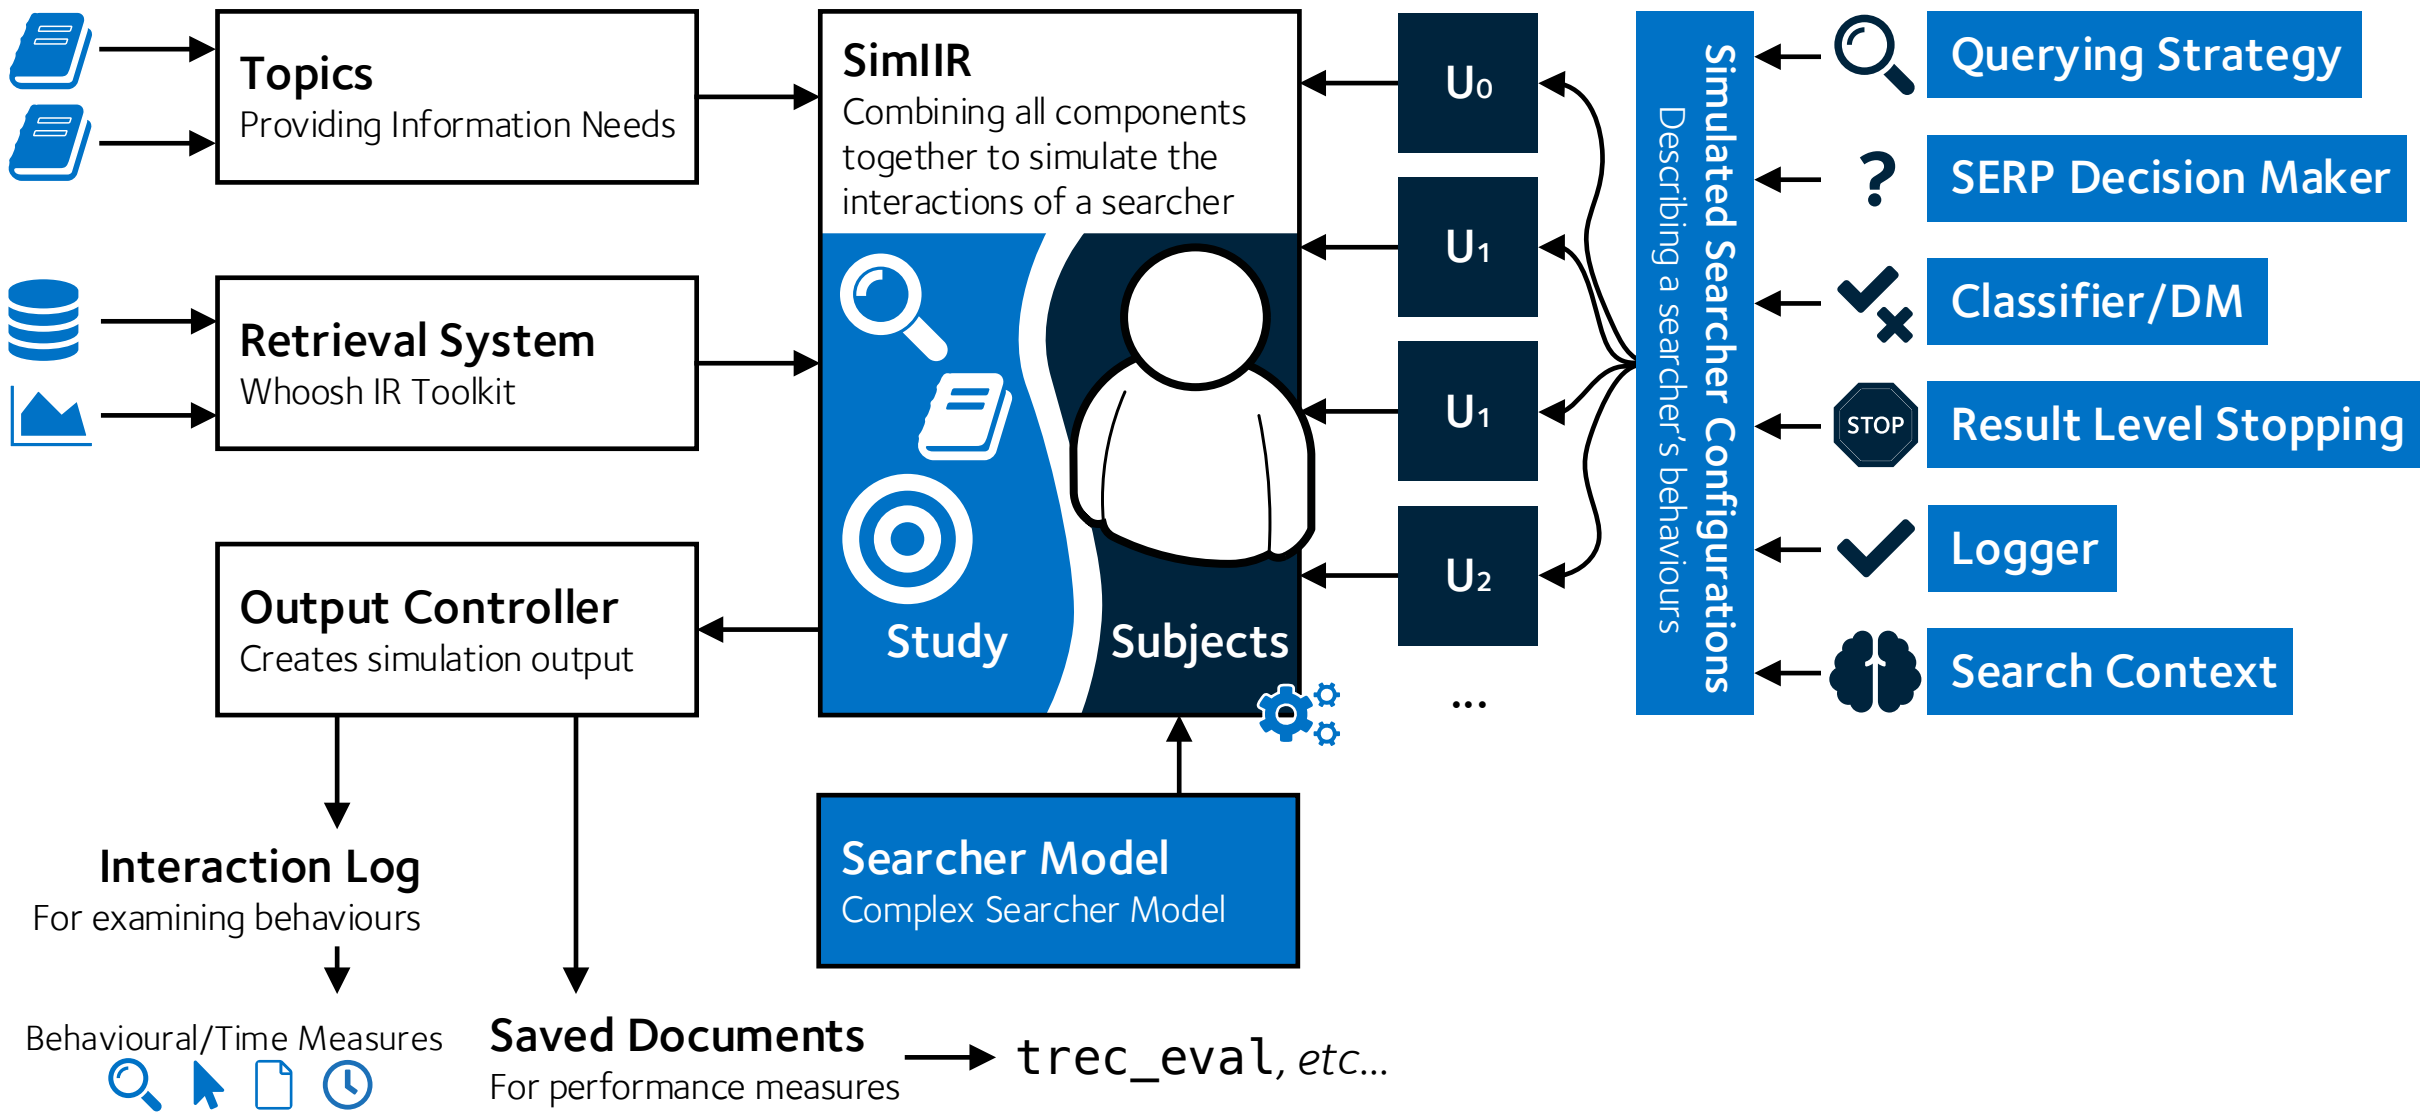 Topics
Providing Information Needs
Retrieval System
Whoosh IR Toolkit
Output Controller
Creates simulation output
Interaction Log
For examining behaviours
Behavioural/Time Measures
Saved Documents
For performance measures
trec_eval, etc...
SimIIR
Combining all components
together to simulate the
interactions of a searcher
Study
Subjects
Searcher Model
Complex Searcher Model
U0
U1
U1
U2
...
Simulated Searcher Configurations
Describing a searcher's behaviours
Querying Strategy
?
SERP Decision Maker
Classifier/DM
STOP
Result Level Stopping
Logger
Search Context